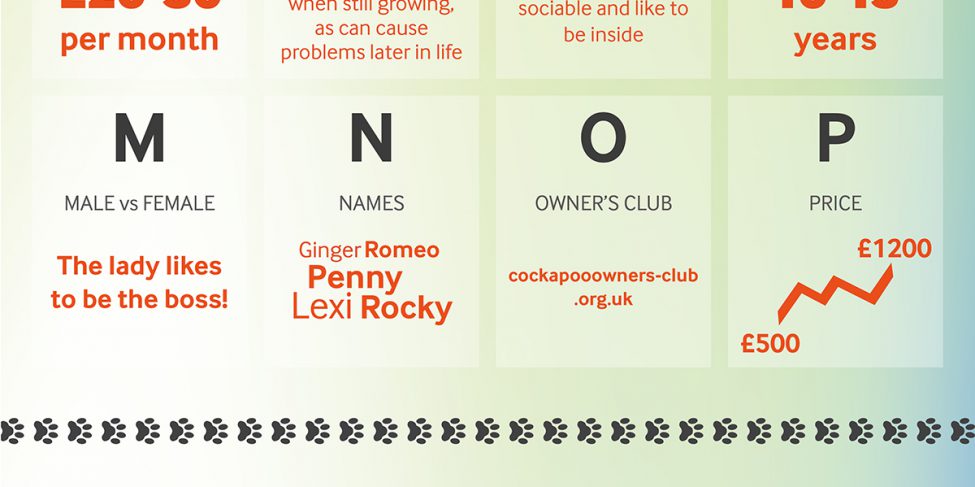 per month
when still growing,
as can cause
problems later in life
sociable and like to
be inside
years
M
MALE vs FEMALE
The lady likes
to be the boss!
N
NAMES
Ginger Romeo
Penny
Lexi Rocky
O
OWNER'S CLUB
cockapooowners-club
.org.uk
P
PRICE
£1200
£500